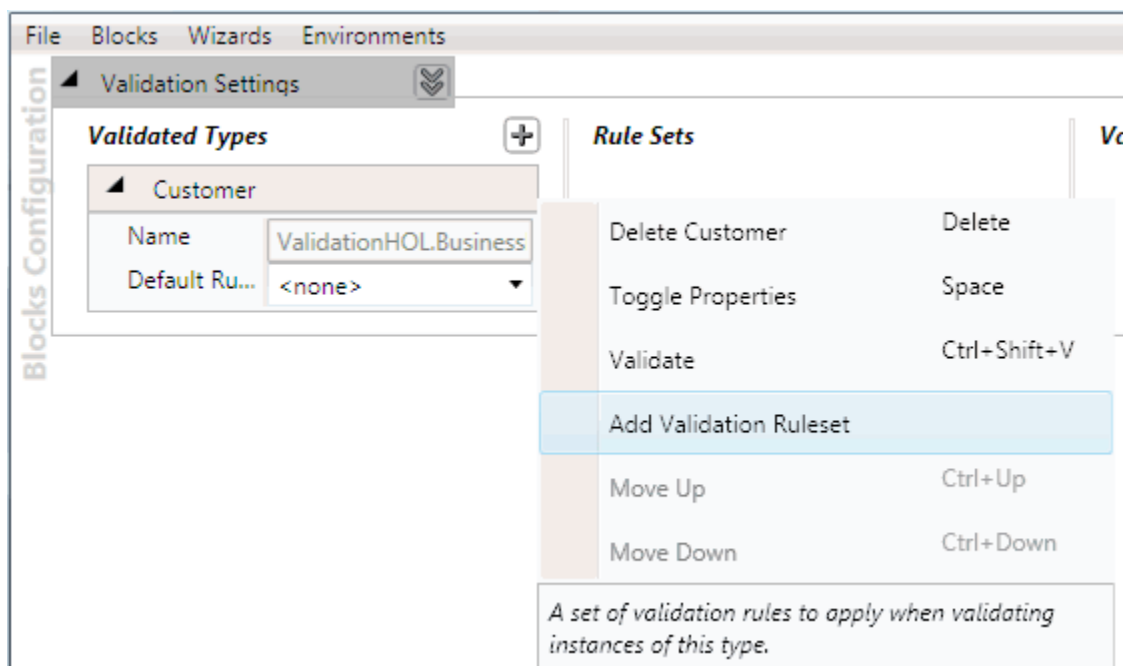 File Blocks Wizards Environments
Blocks Configuration
Validation Settings
Validated Types
Rule Sets
Customer
Name ValidationHOL.Business
Default Ru... <none>
Delete Customer Delete
Toggle Properties Space
Validate Ctrl+Shift+V
Add Validation Ruleset
Move Up Ctrl+Up
Move Down Ctrl+Down
A set of validation rules to apply when validating
instances of this type.